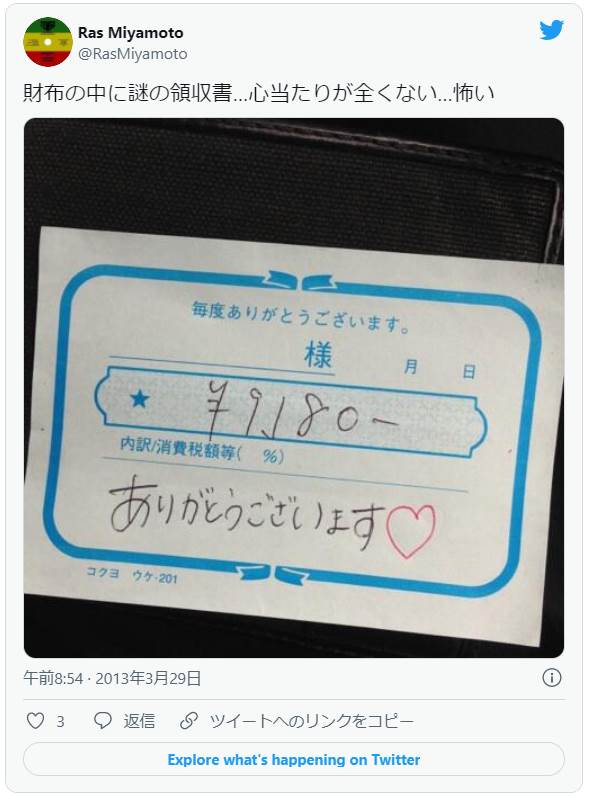 Ras Miyamoto
@RasMiyamoto
財布の中に謎の領収書...心当たりが全くない...怖い
毎度ありがとうございます。
様 月 日
★ ¥9,180-
内訳/消費税額等( %)
ありがとうございます♡
コクヨ ウケ-201
午前8:54 · 2013年3月29日
3 返信 ツイートへのリンクをコピー
Explore what's happening on Twitter